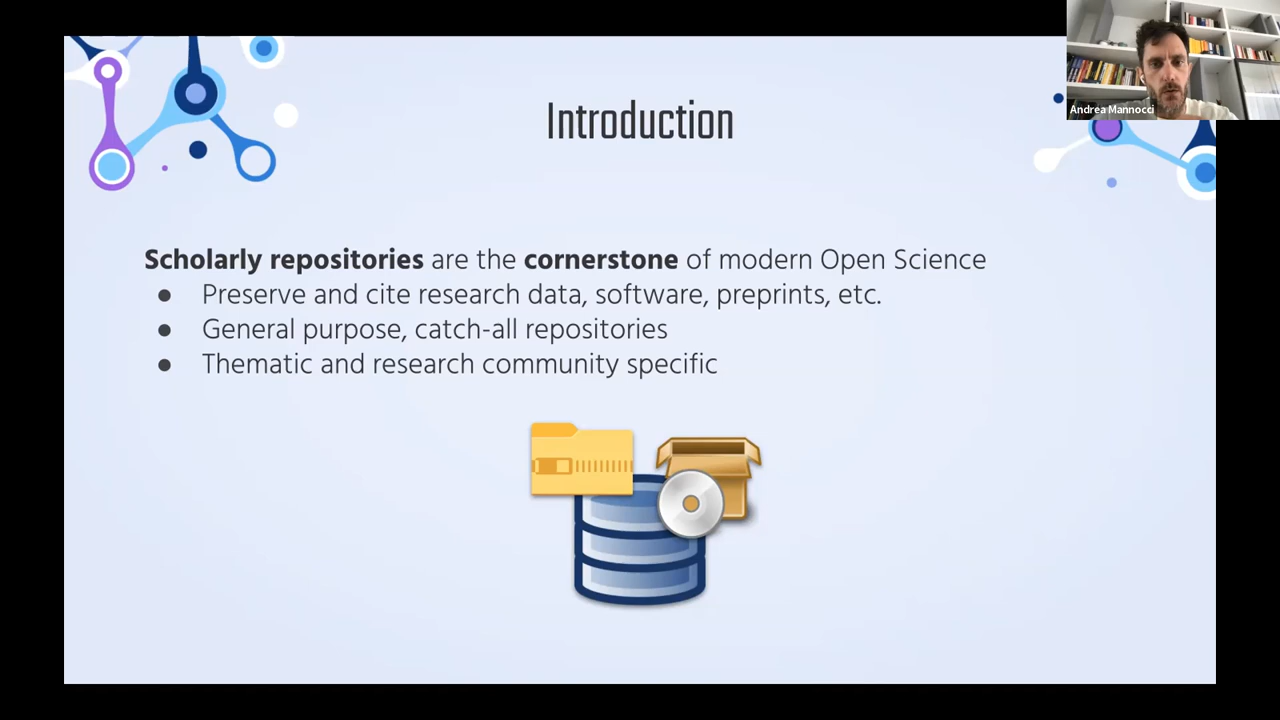 Andrea Mannocci
Introduction
Scholarly repositories are the cornerstone of modern Open Science
● Preserve and cite research data, software, preprints, etc.
● General purpose, catch-all repositories
● Thematic and research community specific